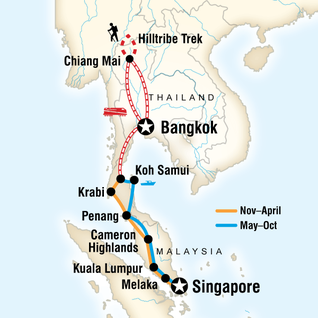 Hilltribe Trek
Chiang Mai
THAILAND
Bangkok
Koh Samui
Krabi
Penang
Nov–April
May–Oct
Cameron
Highlands
MALAYSIA
Kuala Lumpur
Melaka
Singapore